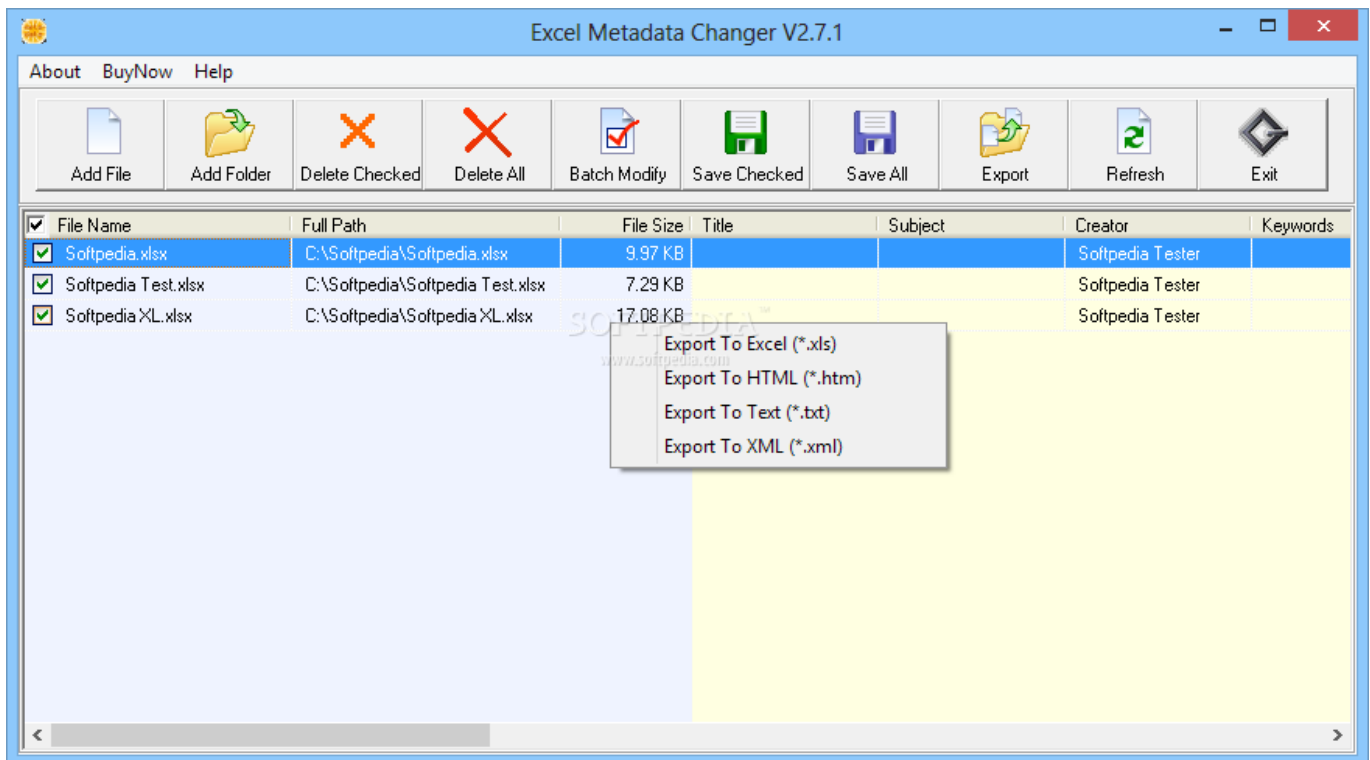 Excel Metadata Changer V2.7.1
About BuyNow Help
Add File Add Folder Delete Checked Delete All Batch Modify Save Checked Save All Export Refresh Exit
File Name Full Path File Size Title Subject Creator Keywords
Softpedia.xlsx C:\Softpedia\Softpedia.xlsx 9.97 KB Softpedia Tester
Softpedia Test.xlsx C:\Softpedia\Softpedia Test.xlsx 7.29 KB Softpedia Tester
Softpedia XL.xlsx C:\Softpedia\Softpedia XL.xlsx 17.08 KB Softpedia Tester
SOFTPEDIA™
www.softpedia.com
Export To Excel (*.xls)
Export To HTML (*.htm)
Export To Text (*.txt)
Export To XML (*.xml)